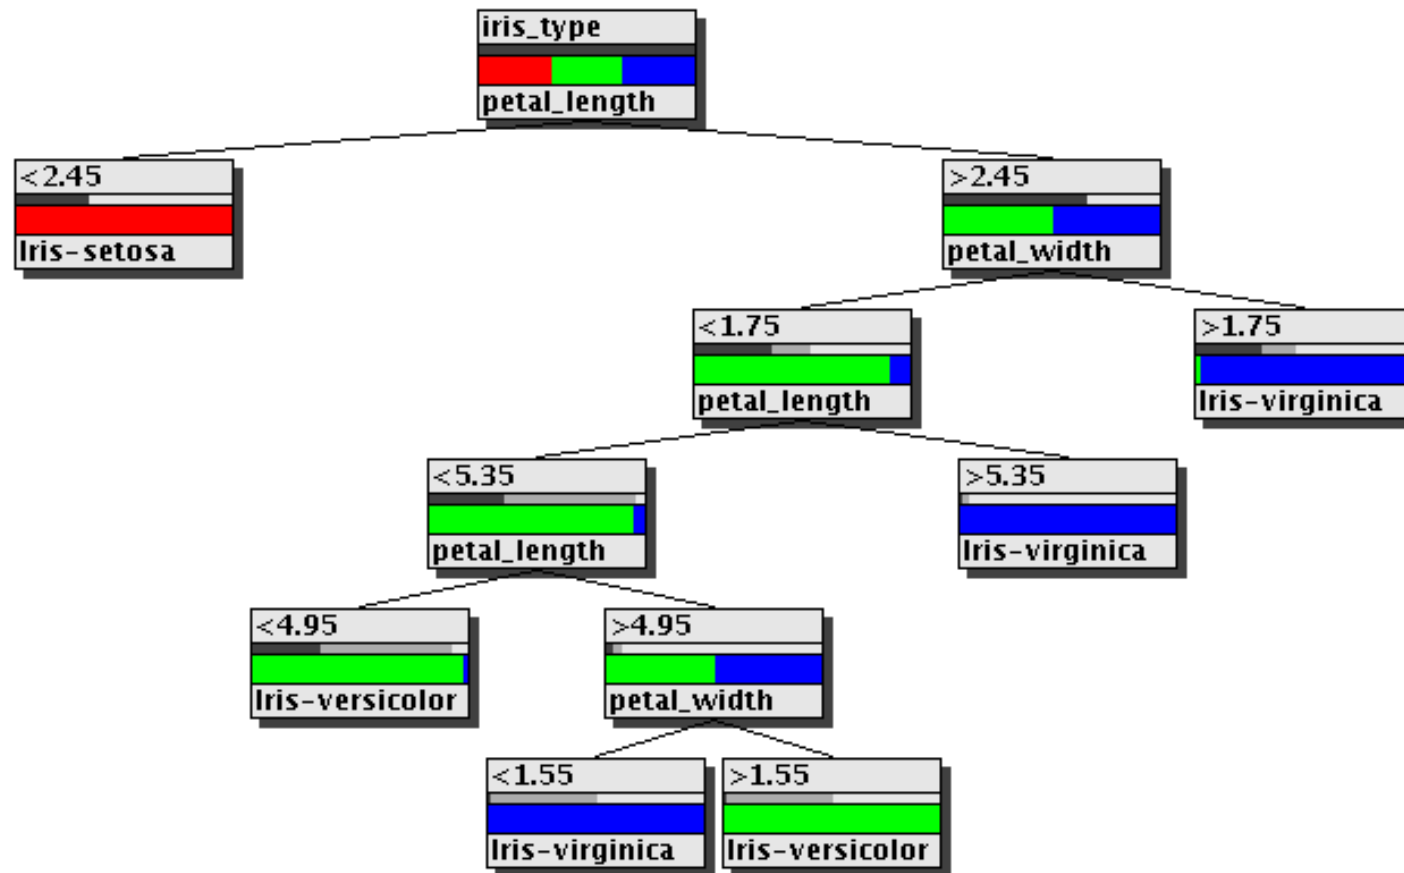 iris_type
petal_length
<2.45
Iris-setosa
>2.45
petal_width
<1.75
petal_length
>1.75
Iris-virginica
<5.35
petal_length
>5.35
Iris-virginica
<4.95
Iris-versicolor
>4.95
petal_width
<1.55
Iris-virginica
>1.55
Iris-versicolor